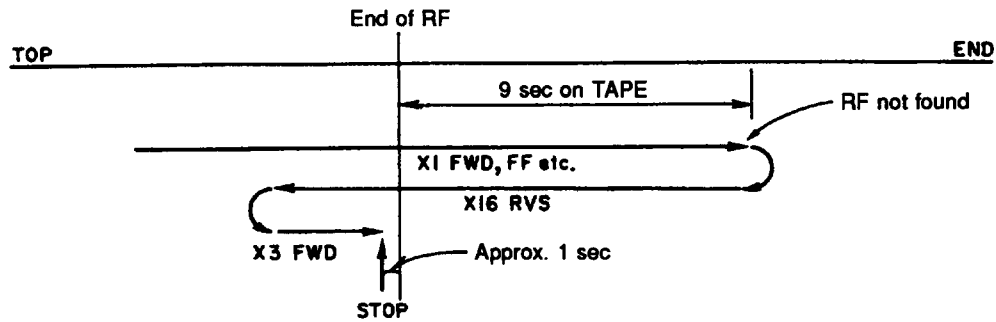 End of RF
TOP
END
9 sec on TAPE
RF not found
X1 FWD, FF etc.
X16 RVS
X3 FWD
Approx. 1 sec
STOP